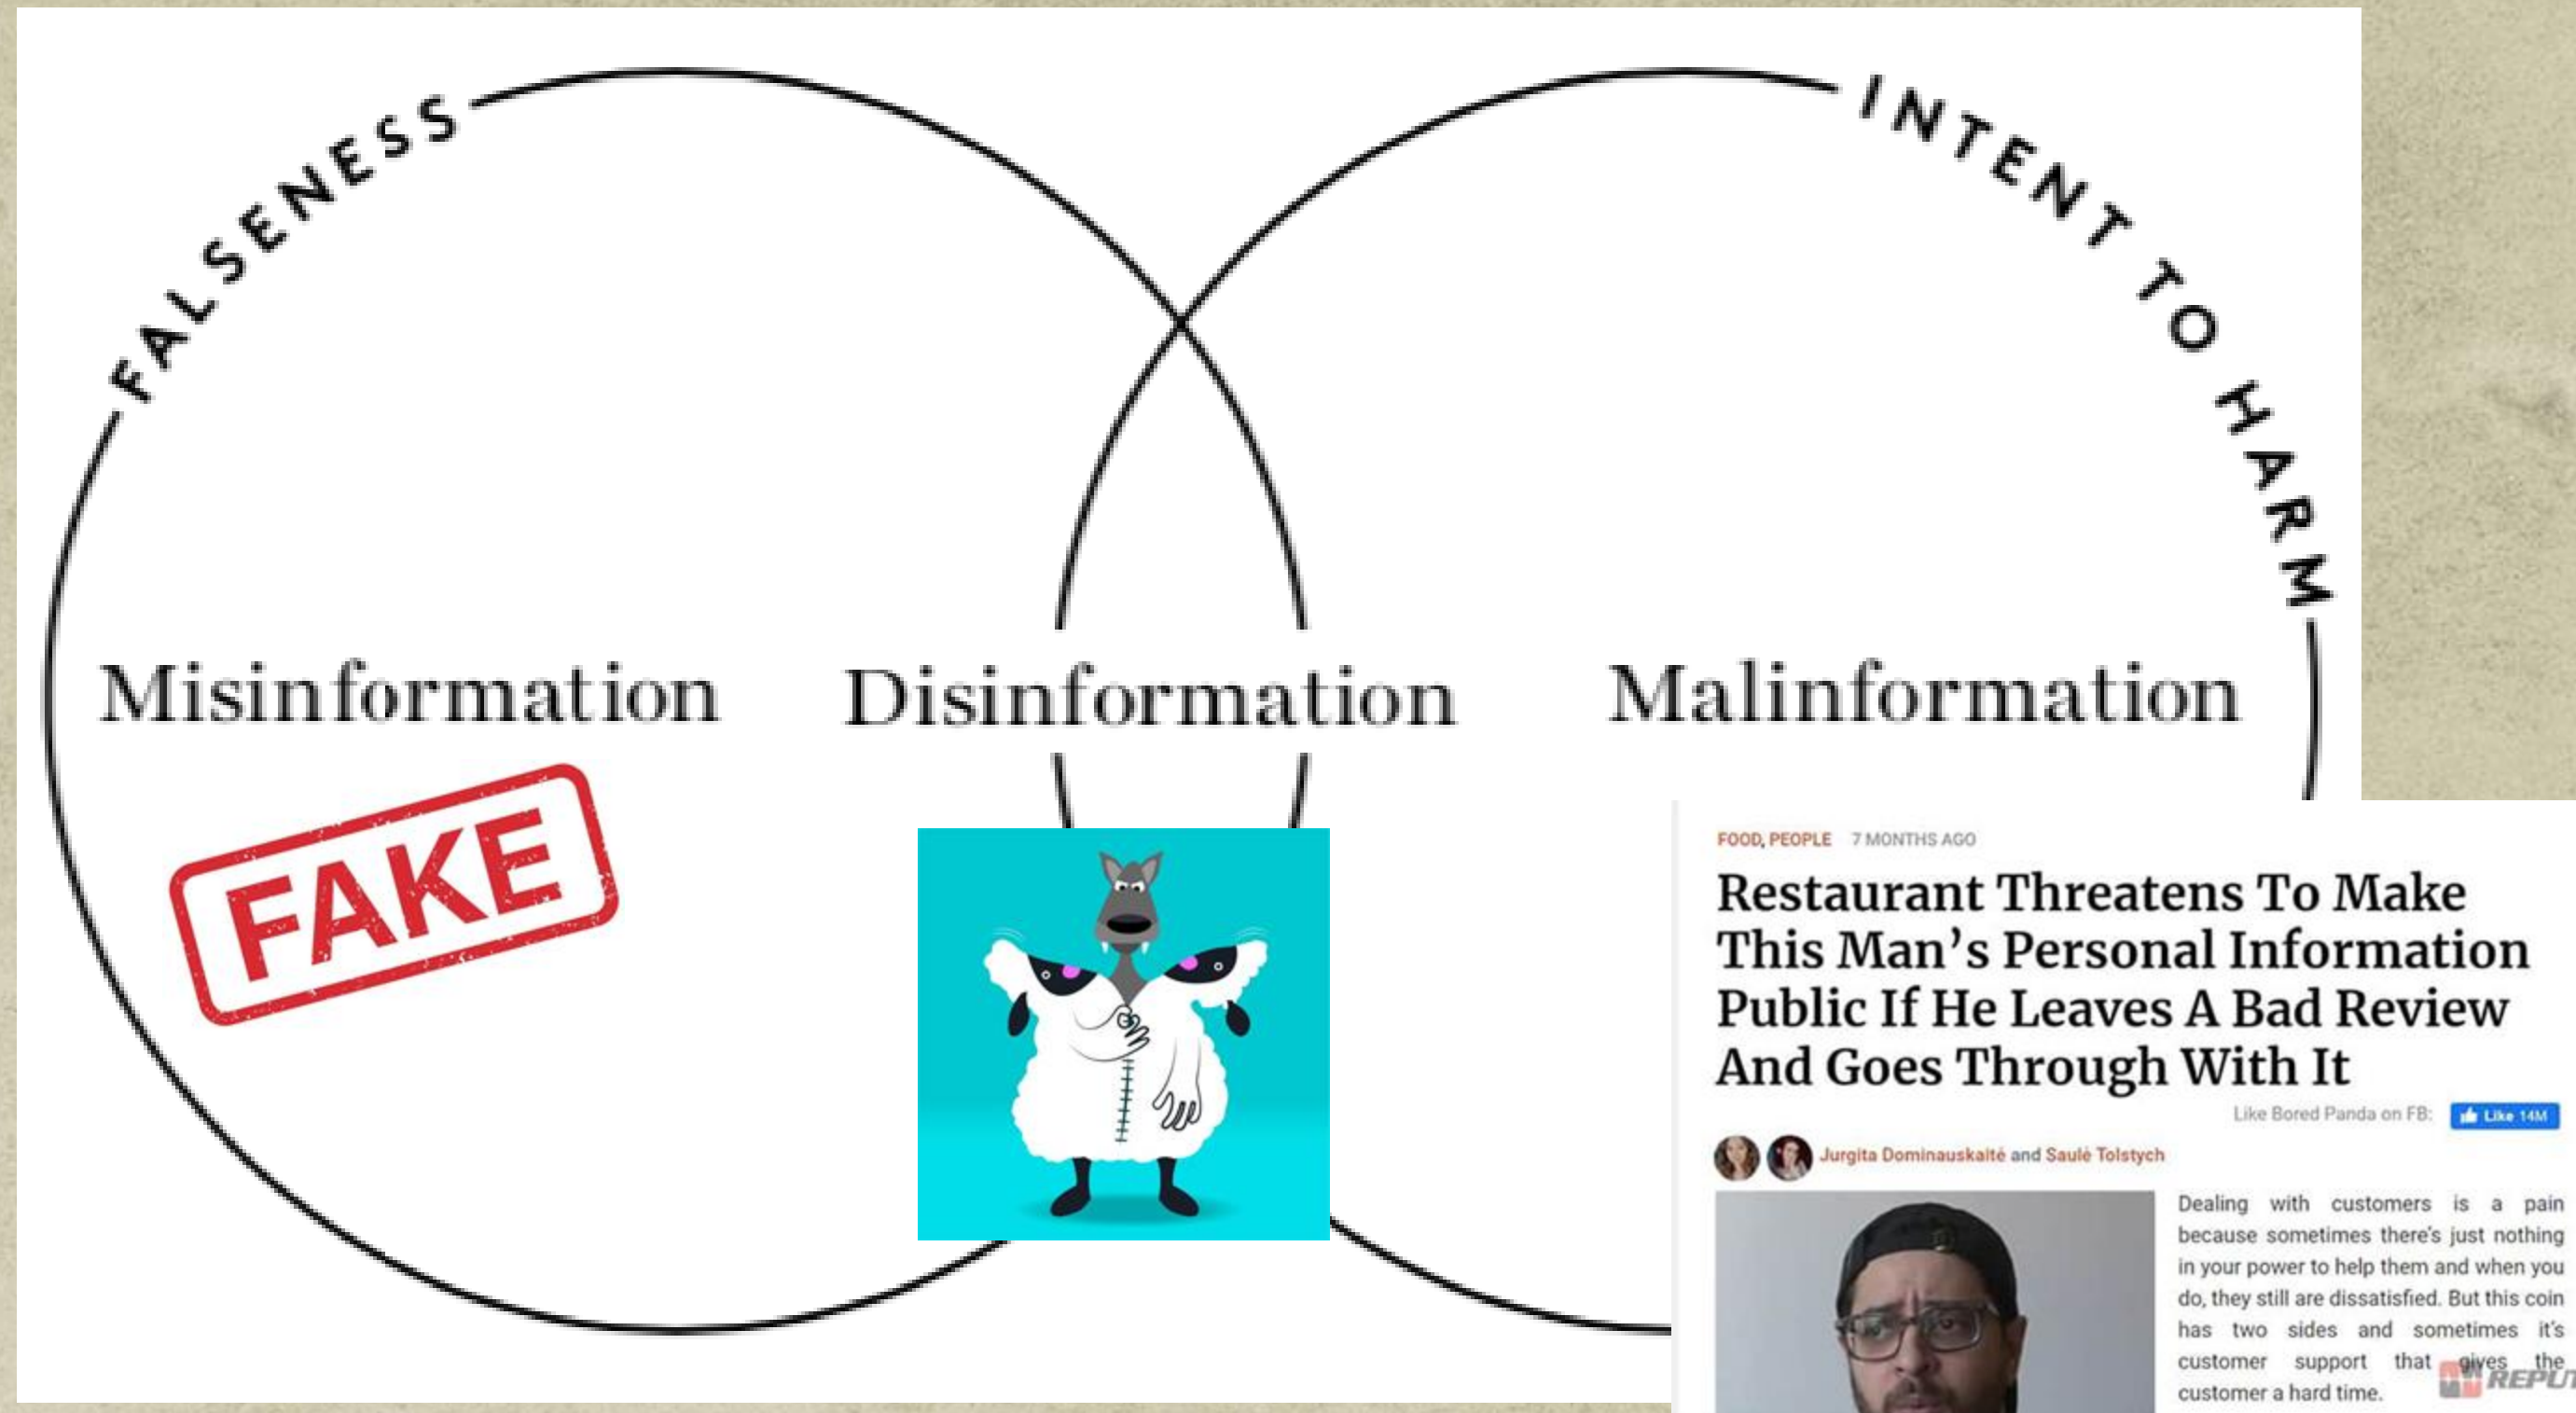 FALSENESS
INTENT TO HARM
Misinformation
Disinformation
Malinformation
FAKE
FOOD, PEOPLE 7 MONTHS AGO
Restaurant Threatens To Make
This Man's Personal Information
Public If He Leaves A Bad Review
And Goes Through With It
Like Bored Panda on FB: Like 14M
Jurgita Dominauskaitė and Saulė Tolstych
Dealing with customers is a pain
because sometimes there's just nothing
in your power to help them and when you
do, they still are dissatisfied. But this coin
has two sides and sometimes it's
customer support that gives the
customer a hard time.